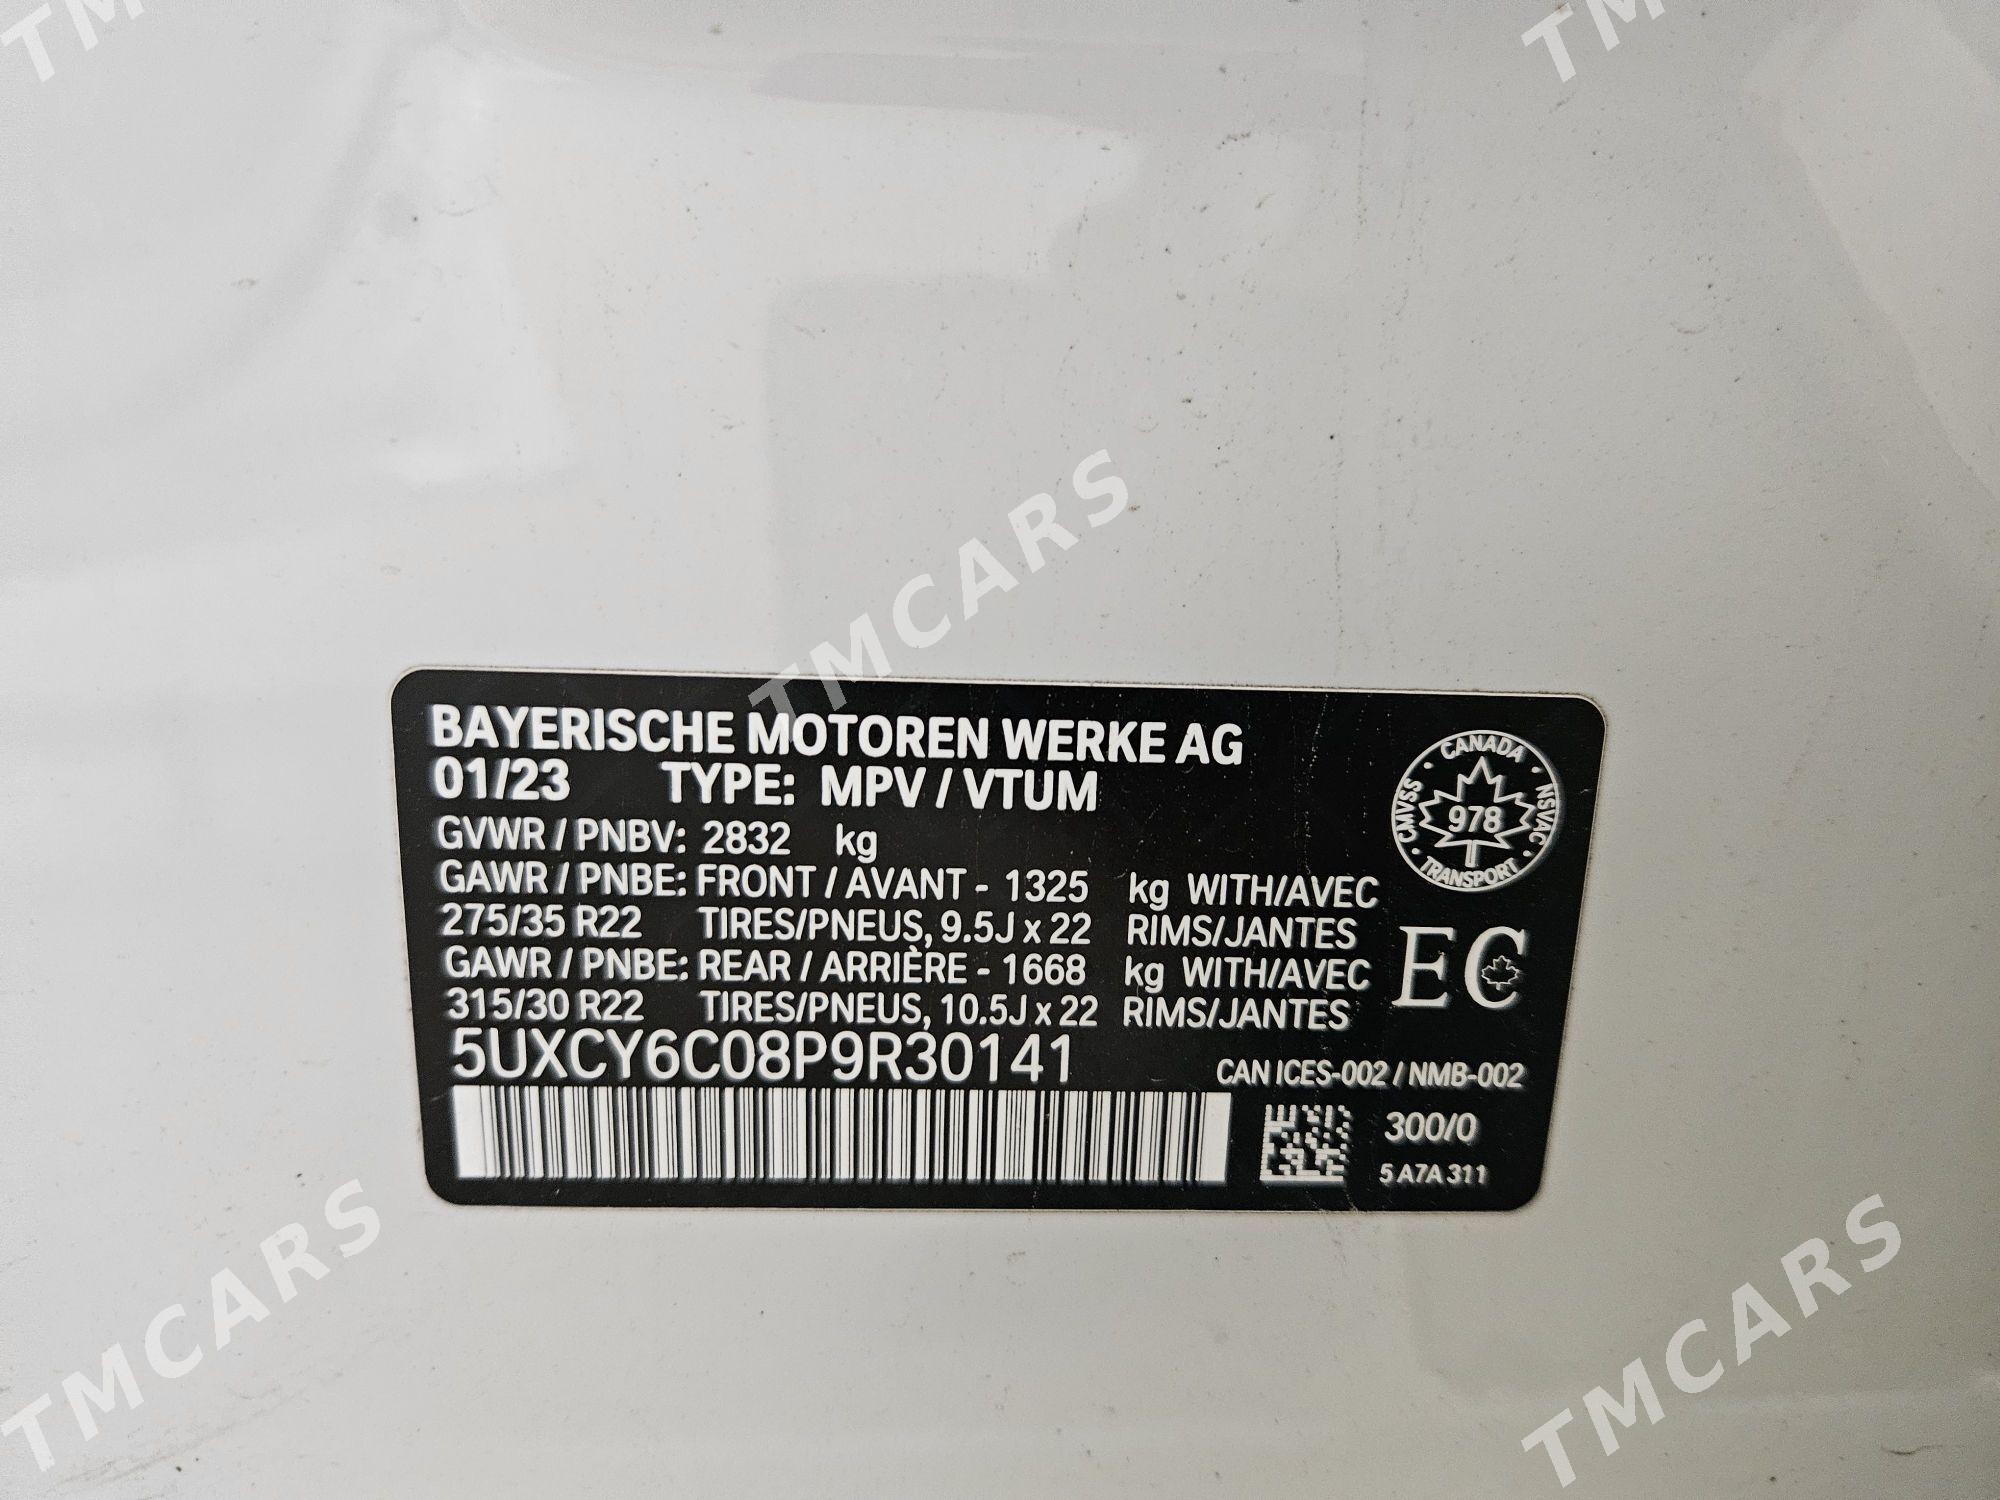 TMCARS
BAYERISCHE MOTOREN WERKE AG
01/23 TYPE: MPV / VTUM
GVWR / PNBV: 2832 kg
GAWR / PNBE: FRONT / AVANT - 1325 kg WITH/AVEC
275/35 R22 TIRES/PNEUS, 9.5J x 22 RIMS/JANTES
GAWR / PNBE: REAR / ARRIÈRE - 1668 kg WITH/AVEC
315/30 R22 TIRES/PNEUS, 10.5J x 22 RIMS/JANTES
5UXCY6C08P9R30141
CANADA
CMVSS
978
NSVAC
TRANSPORT
EC
CAN ICES-002 / NMB-002
300/0
5 A7A 311
TMCARS
TMCARS